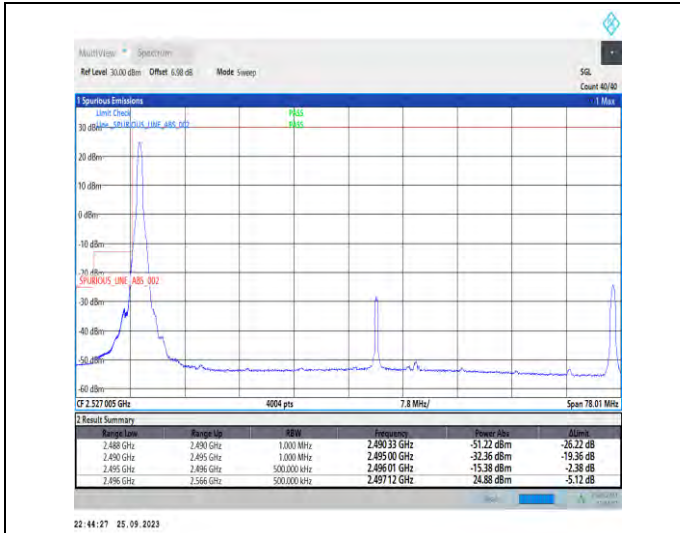 MultiView Spectrum
Ref Level 30.00 dBm Offset 6.98 dB Mode Sweep SGL
Count 40/40
1 Spurious Emissions 1 Max
Limit Check PASS
30 dBm Line _SPURIOUS_LINE_ABS_002 PASS
20 dBm
10 dBm
0 dBm
-10 dBm
-20 dBm
_SPURIOUS_LINE_ABS_002
-30 dBm
-40 dBm
-50 dBm
-60 dBm
CF 2.527 005 GHz 4004 pts 7.8 MHz/ Span 78.01 MHz
2 Result Summary
Range Low Range Up RBW Frequency Power Abs ΔLimit
2.488 GHz 2.490 GHz 1.000 MHz 2.490 33 GHz -51.22 dBm -26.22 dB
2.490 GHz 2.495 GHz 1.000 MHz 2.495 00 GHz -32.36 dBm -19.36 dB
2.495 GHz 2.496 GHz 500.000 kHz 2.496 01 GHz -15.38 dBm -2.38 dB
2.496 GHz 2.566 GHz 500.000 kHz 2.497 12 GHz 24.88 dBm -5.12 dB
22:44:27 25.09.2023